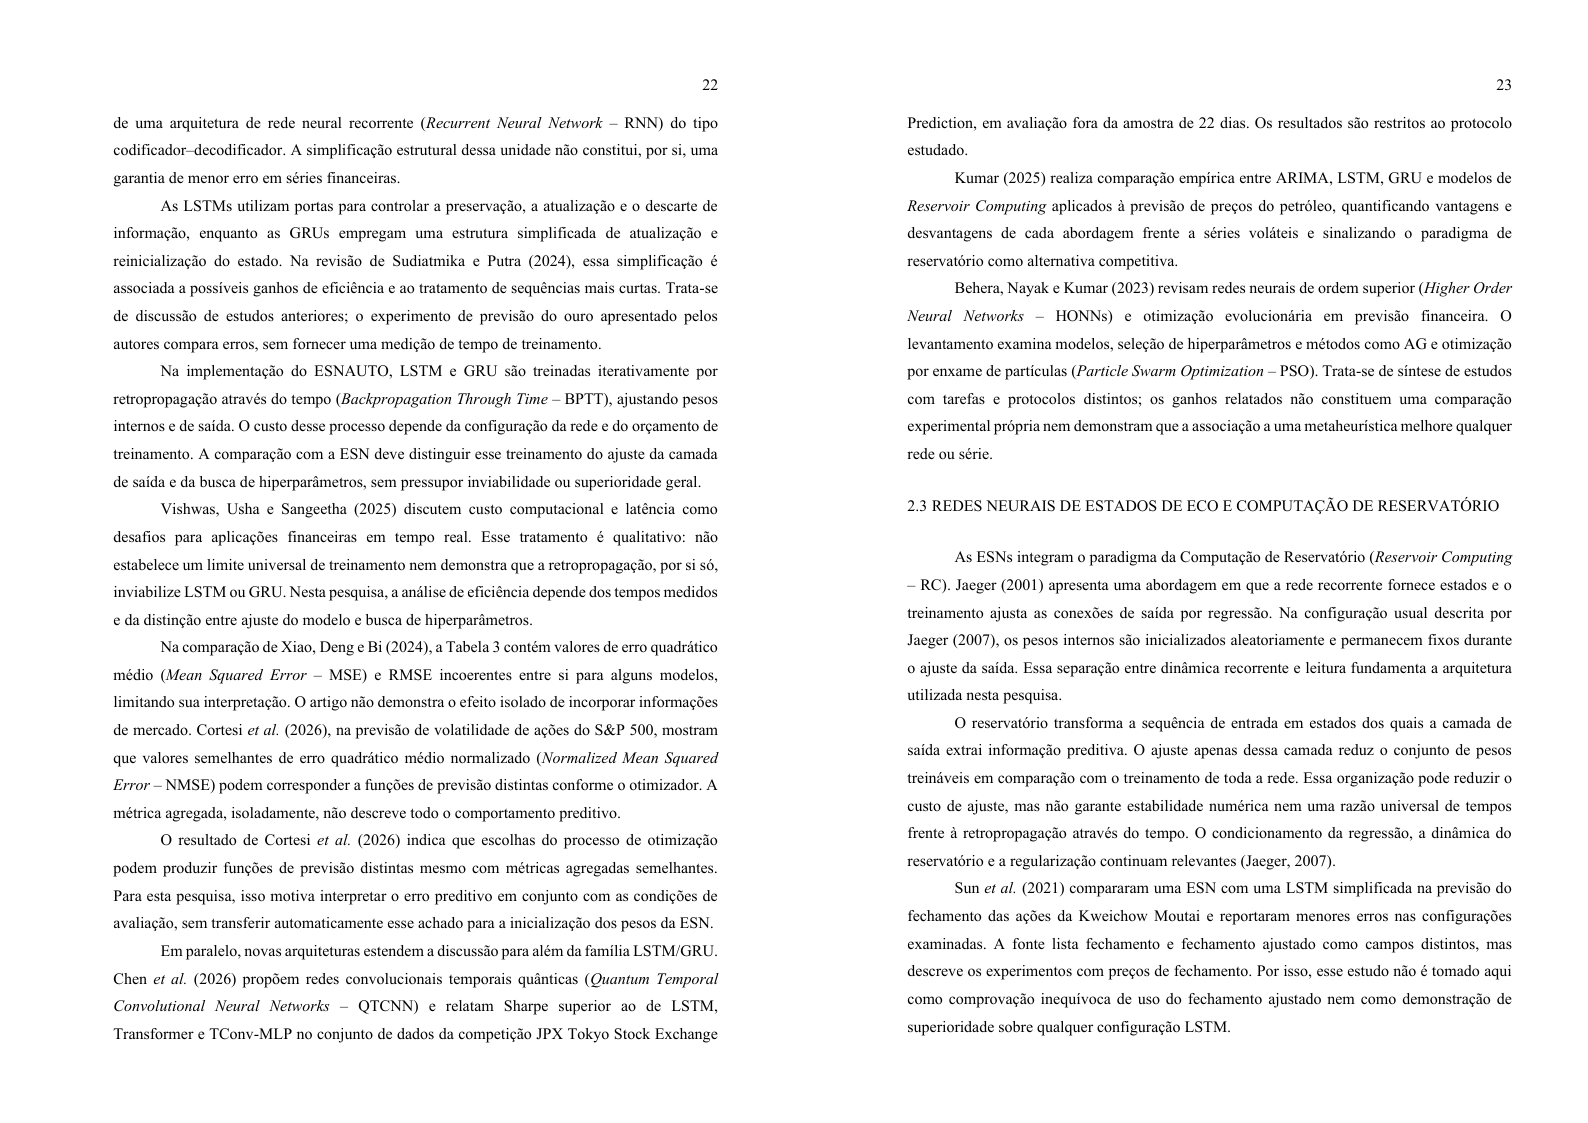 22
de uma arquitetura de rede neural recorrente (Recurrent Neural Network – RNN) do tipo
codificador–decodificador. A simplificação estrutural dessa unidade não constitui, por si, uma
garantia de menor erro em séries financeiras.
As LSTMs utilizam portas para controlar a preservação, a atualização e o descarte de
informação, enquanto as GRUs empregam uma estrutura simplificada de atualização e
reinicialização do estado. Na revisão de Sudiatmika e Putra (2024), essa simplificação é
associada a possíveis ganhos de eficiência e ao tratamento de sequências mais curtas. Trata-se
de discussão de estudos anteriores; o experimento de previsão do ouro apresentado pelos
autores compara erros, sem fornecer uma medição de tempo de treinamento.
Na implementação do ESNAUTO, LSTM e GRU são treinadas iterativamente por
retropropagação através do tempo (Backpropagation Through Time – BPTT), ajustando pesos
internos e de saída. O custo desse processo depende da configuração da rede e do orçamento de
treinamento. A comparação com a ESN deve distinguir esse treinamento do ajuste da camada
de saída e da busca de hiperparâmetros, sem pressupor inviabilidade ou superioridade geral.
Vishwas, Usha e Sangeetha (2025) discutem custo computacional e latência como
desafios para aplicações financeiras em tempo real. Esse tratamento é qualitativo: não
estabelece um limite universal de treinamento nem demonstra que a retropropagação, por si só,
inviabilize LSTM ou GRU. Nesta pesquisa, a análise de eficiência depende dos tempos medidos
e da distinção entre ajuste do modelo e busca de hiperparâmetros.
Na comparação de Xiao, Deng e Bi (2024), a Tabela 3 contém valores de erro quadrático
médio (Mean Squared Error – MSE) e RMSE incoerentes entre si para alguns modelos,
limitando sua interpretação. O artigo não demonstra o efeito isolado de incorporar informações
de mercado. Cortesi et al. (2026), na previsão de volatilidade de ações do S&P 500, mostram
que valores semelhantes de erro quadrático médio normalizado (Normalized Mean Squared
Error – NMSE) podem corresponder a funções de previsão distintas conforme o otimizador. A
métrica agregada, isoladamente, não descreve todo o comportamento preditivo.
O resultado de Cortesi et al. (2026) indica que escolhas do processo de otimização
podem produzir funções de previsão distintas mesmo com métricas agregadas semelhantes.
Para esta pesquisa, isso motiva interpretar o erro preditivo em conjunto com as condições de
avaliação, sem transferir automaticamente esse achado para a inicialização dos pesos da ESN.
Em paralelo, novas arquiteturas estendem a discussão para além da família LSTM/GRU.
Chen et al. (2026) propõem redes convolucionais temporais quânticas (Quantum Temporal
Convolutional Neural Networks – QTCNN) e relatam Sharpe superior ao de LSTM,
Transformer e TConv-MLP no conjunto de dados da competição JPX Tokyo Stock Exchange
23
Prediction, em avaliação fora da amostra de 22 dias. Os resultados são restritos ao protocolo
estudado.
Kumar (2025) realiza comparação empírica entre ARIMA, LSTM, GRU e modelos de
Reservoir Computing aplicados à previsão de preços do petróleo, quantificando vantagens e
desvantagens de cada abordagem frente a séries voláteis e sinalizando o paradigma de
reservatório como alternativa competitiva.
Behera, Nayak e Kumar (2023) revisam redes neurais de ordem superior (Higher Order
Neural Networks – HONNs) e otimização evolucionária em previsão financeira. O
levantamento examina modelos, seleção de hiperparâmetros e métodos como AG e otimização
por enxame de partículas (Particle Swarm Optimization – PSO). Trata-se de síntese de estudos
com tarefas e protocolos distintos; os ganhos relatados não constituem uma comparação
experimental própria nem demonstram que a associação a uma metaheurística melhore qualquer
rede ou série.
2.3 REDES NEURAIS DE ESTADOS DE ECO E COMPUTAÇÃO DE RESERVATÓRIO
As ESNs integram o paradigma da Computação de Reservatório (Reservoir Computing
– RC). Jaeger (2001) apresenta uma abordagem em que a rede recorrente fornece estados e o
treinamento ajusta as conexões de saída por regressão. Na configuração usual descrita por
Jaeger (2007), os pesos internos são inicializados aleatoriamente e permanecem fixos durante
o ajuste da saída. Essa separação entre dinâmica recorrente e leitura fundamenta a arquitetura
utilizada nesta pesquisa.
O reservatório transforma a sequência de entrada em estados dos quais a camada de
saída extrai informação preditiva. O ajuste apenas dessa camada reduz o conjunto de pesos
treináveis em comparação com o treinamento de toda a rede. Essa organização pode reduzir o
custo de ajuste, mas não garante estabilidade numérica nem uma razão universal de tempos
frente à retropropagação através do tempo. O condicionamento da regressão, a dinâmica do
reservatório e a regularização continuam relevantes (Jaeger, 2007).
Sun et al. (2021) compararam uma ESN com uma LSTM simplificada na previsão do
fechamento das ações da Kweichow Moutai e reportaram menores erros nas configurações
examinadas. A fonte lista fechamento e fechamento ajustado como campos distintos, mas
descreve os experimentos com preços de fechamento. Por isso, esse estudo não é tomado aqui
como comprovação inequívoca de uso do fechamento ajustado nem como demonstração de
superioridade sobre qualquer configuração LSTM.